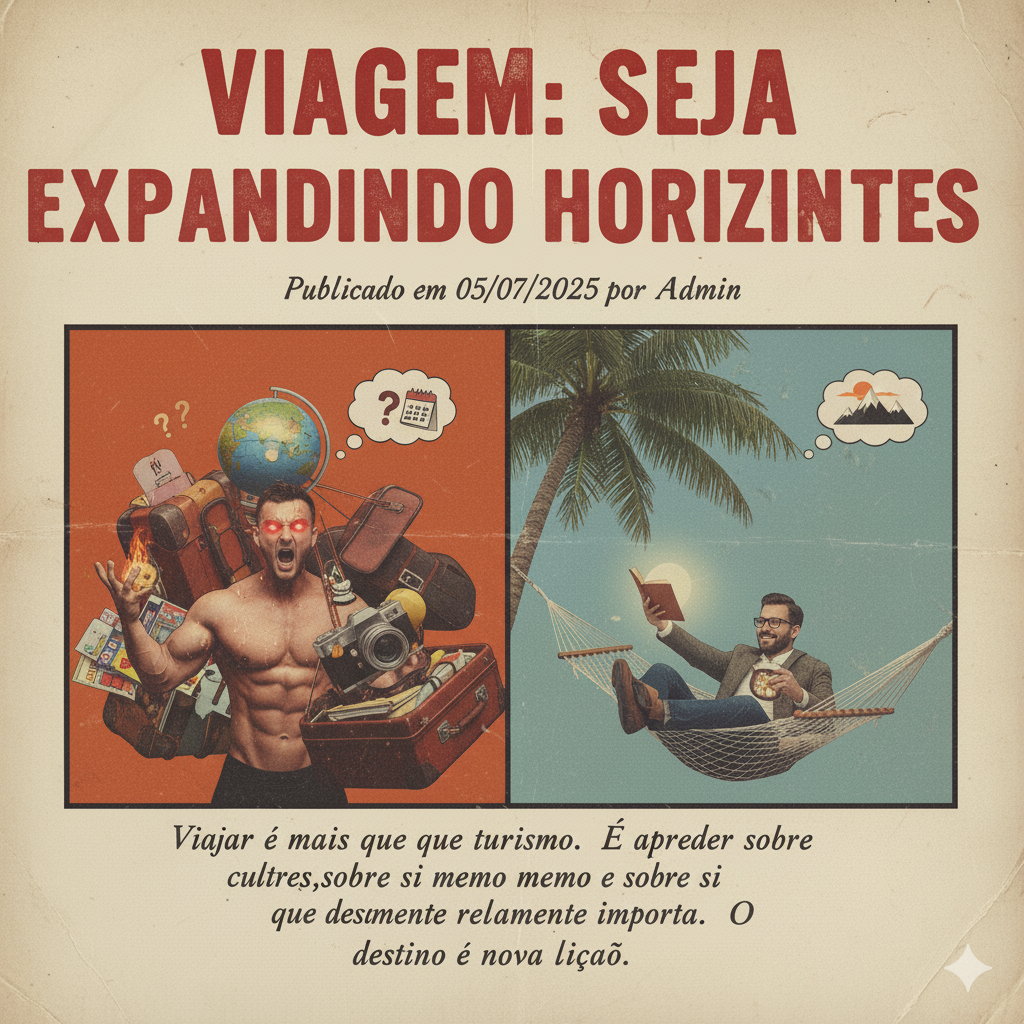 VIAGEM: SEJA
EXPANDINDO HORIZINTES
Publicado em 05/07/2025 por Admin
? ?
?
Viajar é mais que que turismo. É apreder sobre
cultres,sobre si memo memo e sobre si
que desmente relamente importa. O
destino é nova liçaõ.